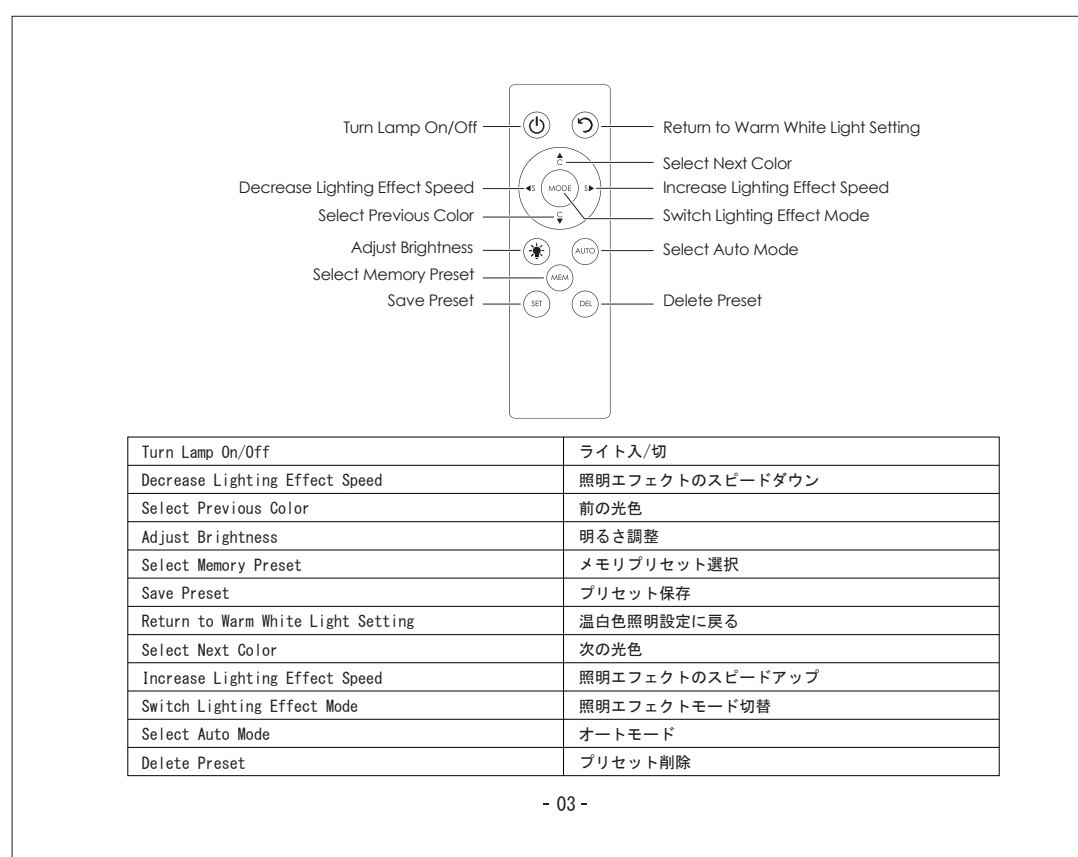 Turn Lamp On/Off
Return to Warm White Light Setting
C
Select Next Color
Decrease Lighting Effect Speed
S
MODE
S
Increase Lighting Effect Speed
Select Previous Color
C
Switch Lighting Effect Mode
Adjust Brightness
AUTO
Select Auto Mode
Select Memory Preset
MEM
Save Preset
SET
DEL
Delete Preset
Turn Lamp On/Off ライト入/切
Decrease Lighting Effect Speed 照明エフェクトのスピードダウン
Select Previous Color 前の光色
Adjust Brightness 明るさ調整
Select Memory Preset メモリプリセット選択
Save Preset プリセット保存
Return to Warm White Light Setting 温白色照明設定に戻る
Select Next Color 次の光色
Increase Lighting Effect Speed 照明エフェクトのスピードアップ
Switch Lighting Effect Mode 照明エフェクトモード切替
Select Auto Mode オートモード
Delete Preset プリセット削除
- 03 -